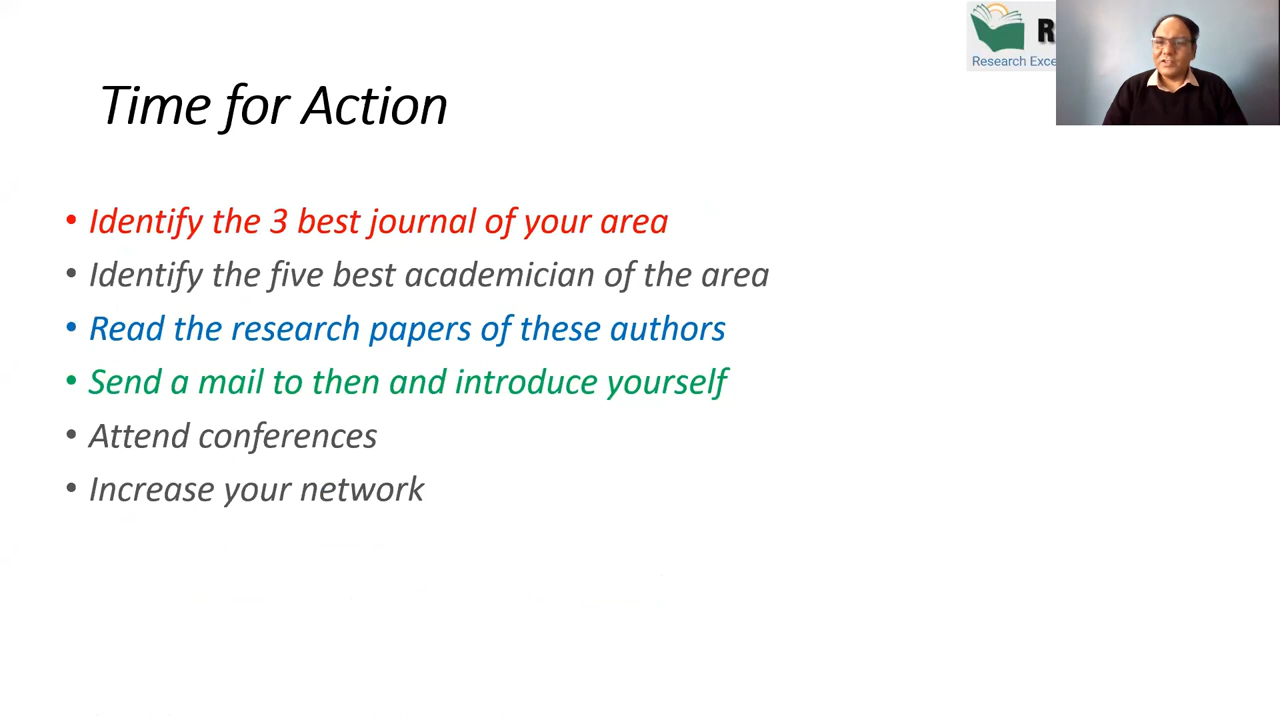 Time for Action
• Identify the 3 best journal of your area
• Identify the five best academician of the area
• Read the research papers of these authors
• Send a mail to then and introduce yourself
• Attend conferences
• Increase your network
R
Research